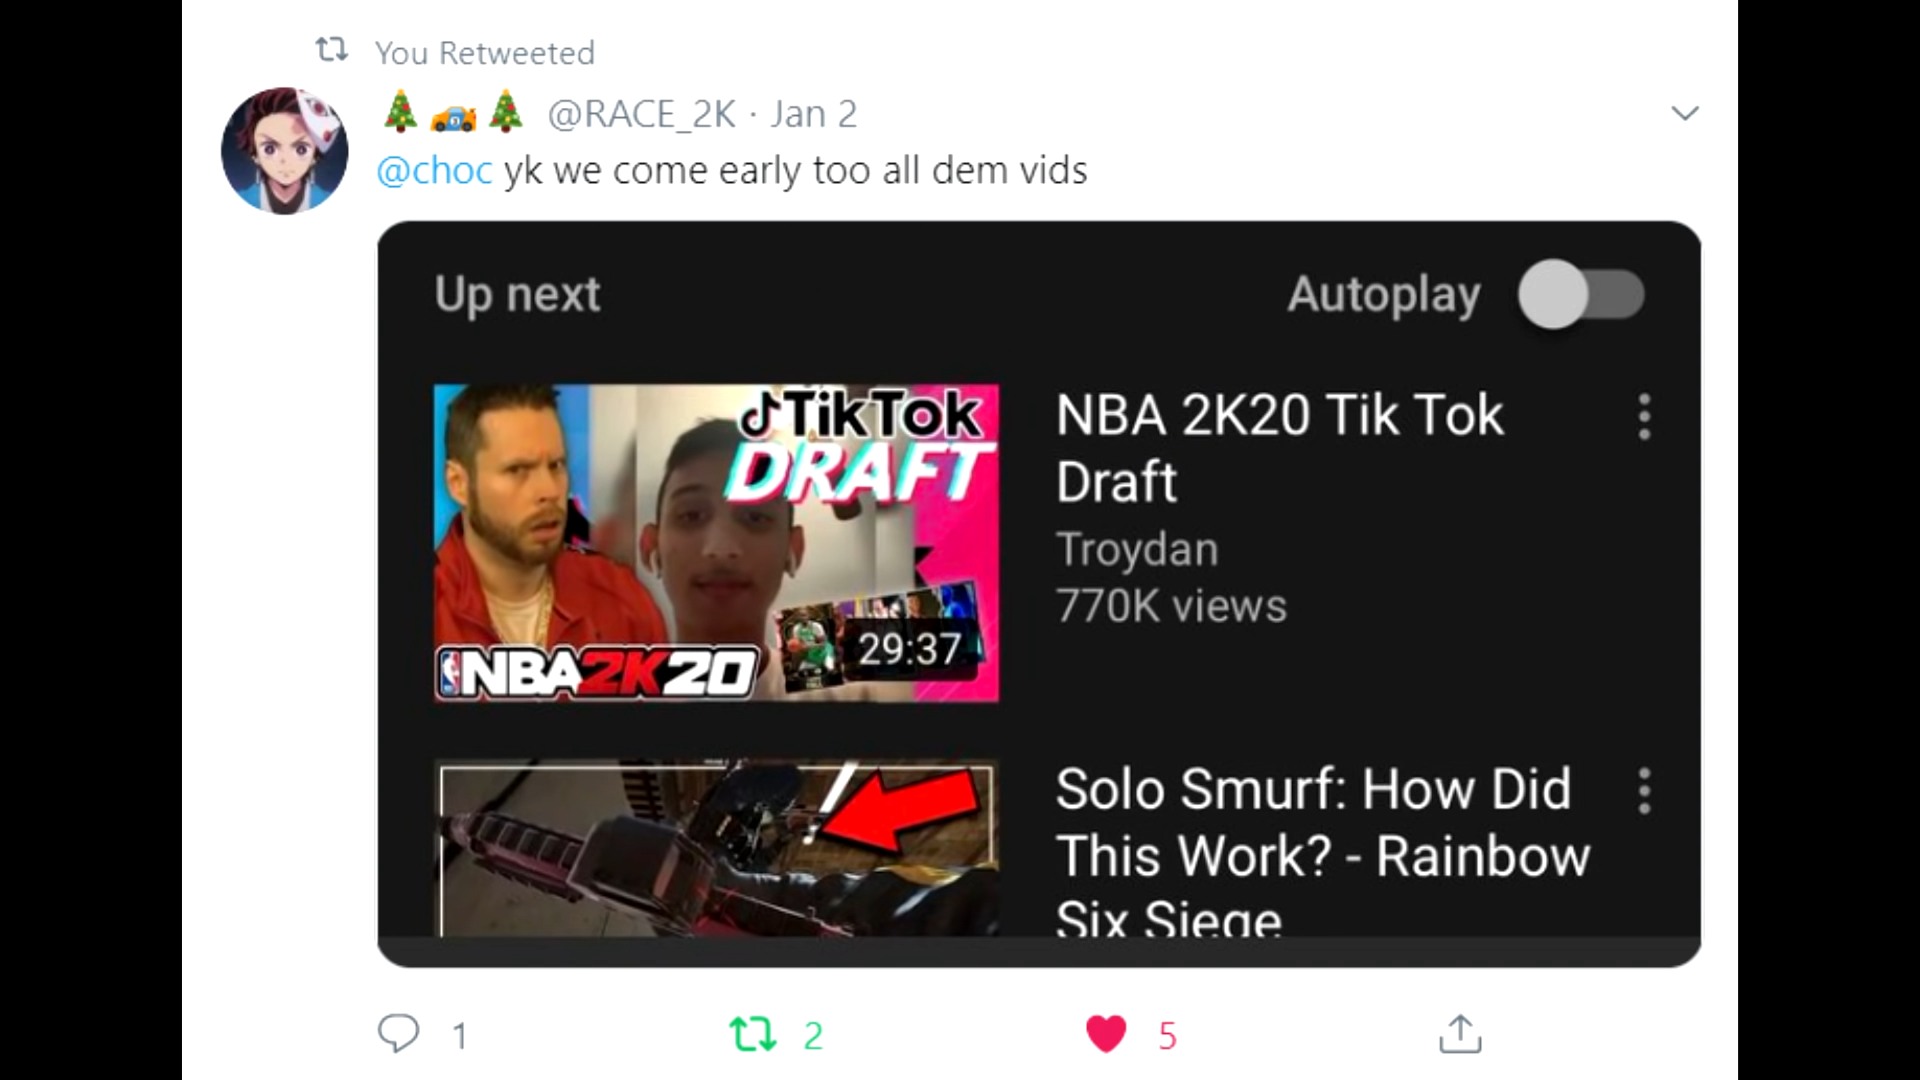 You Retweeted
🎄🏎️🎄 @RACE_2K · Jan 2
@choc yk we come early too all dem vids
Up next
Autoplay
TikTok
DRAFT
NBA2K20
29:37
NBA 2K20 Tik Tok
Draft
Troydan
770K views
Solo Smurf: How Did
This Work? - Rainbow
Six Siege
1
2
5